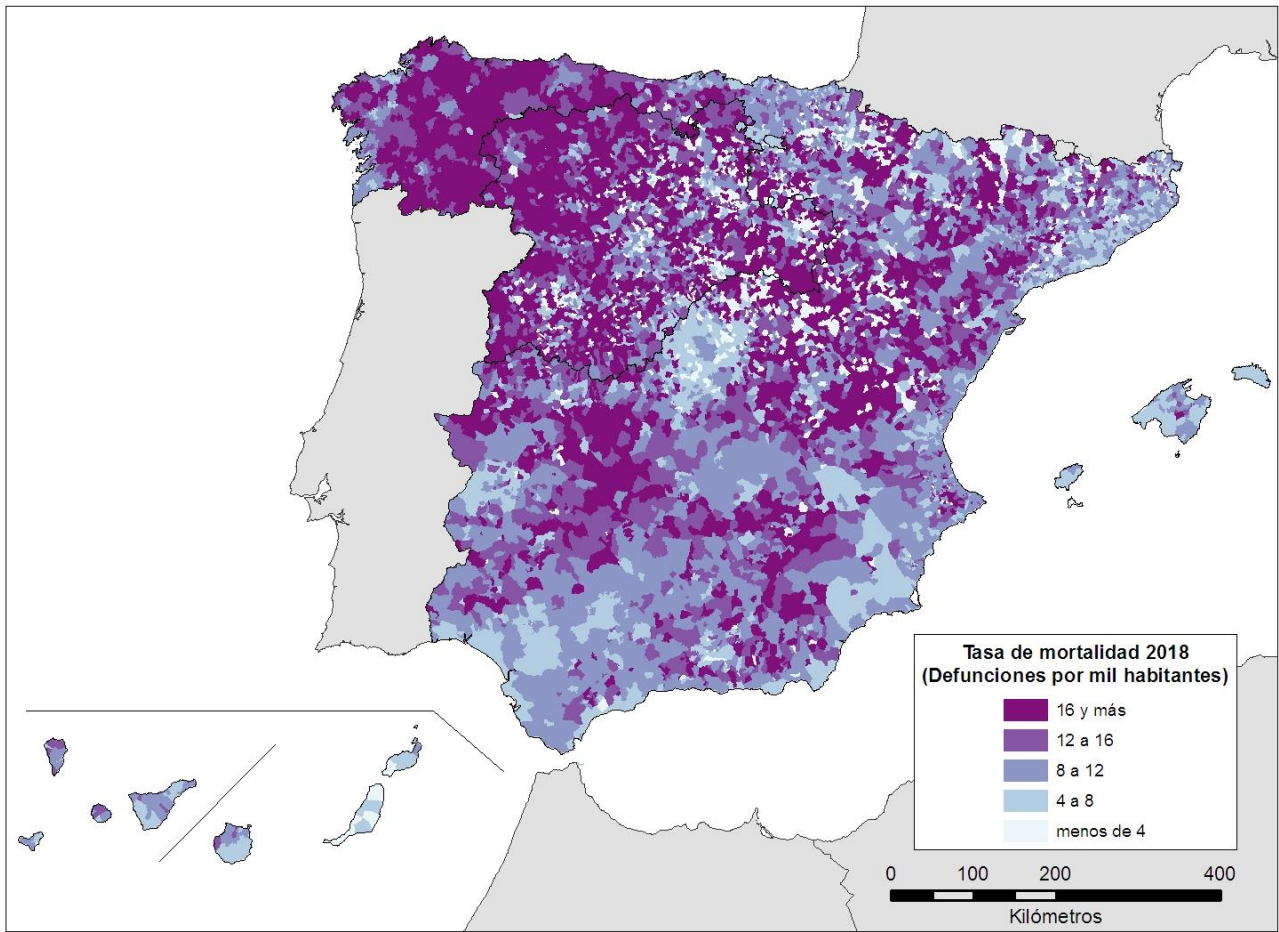 Tasa de mortalidad 2018
(Defunciones por mil habitantes)
16 y más
12 a 16
8 a 12
4 a 8
menos de 4
0 100 200 400
Kilómetros